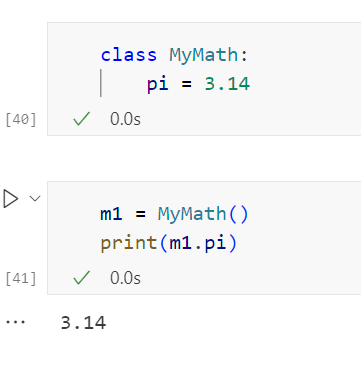 class MyMath:
    pi = 3.14
[40] 0.0s
m1 = MyMath()
print(m1.pi)
[41] 0.0s
... 3.14